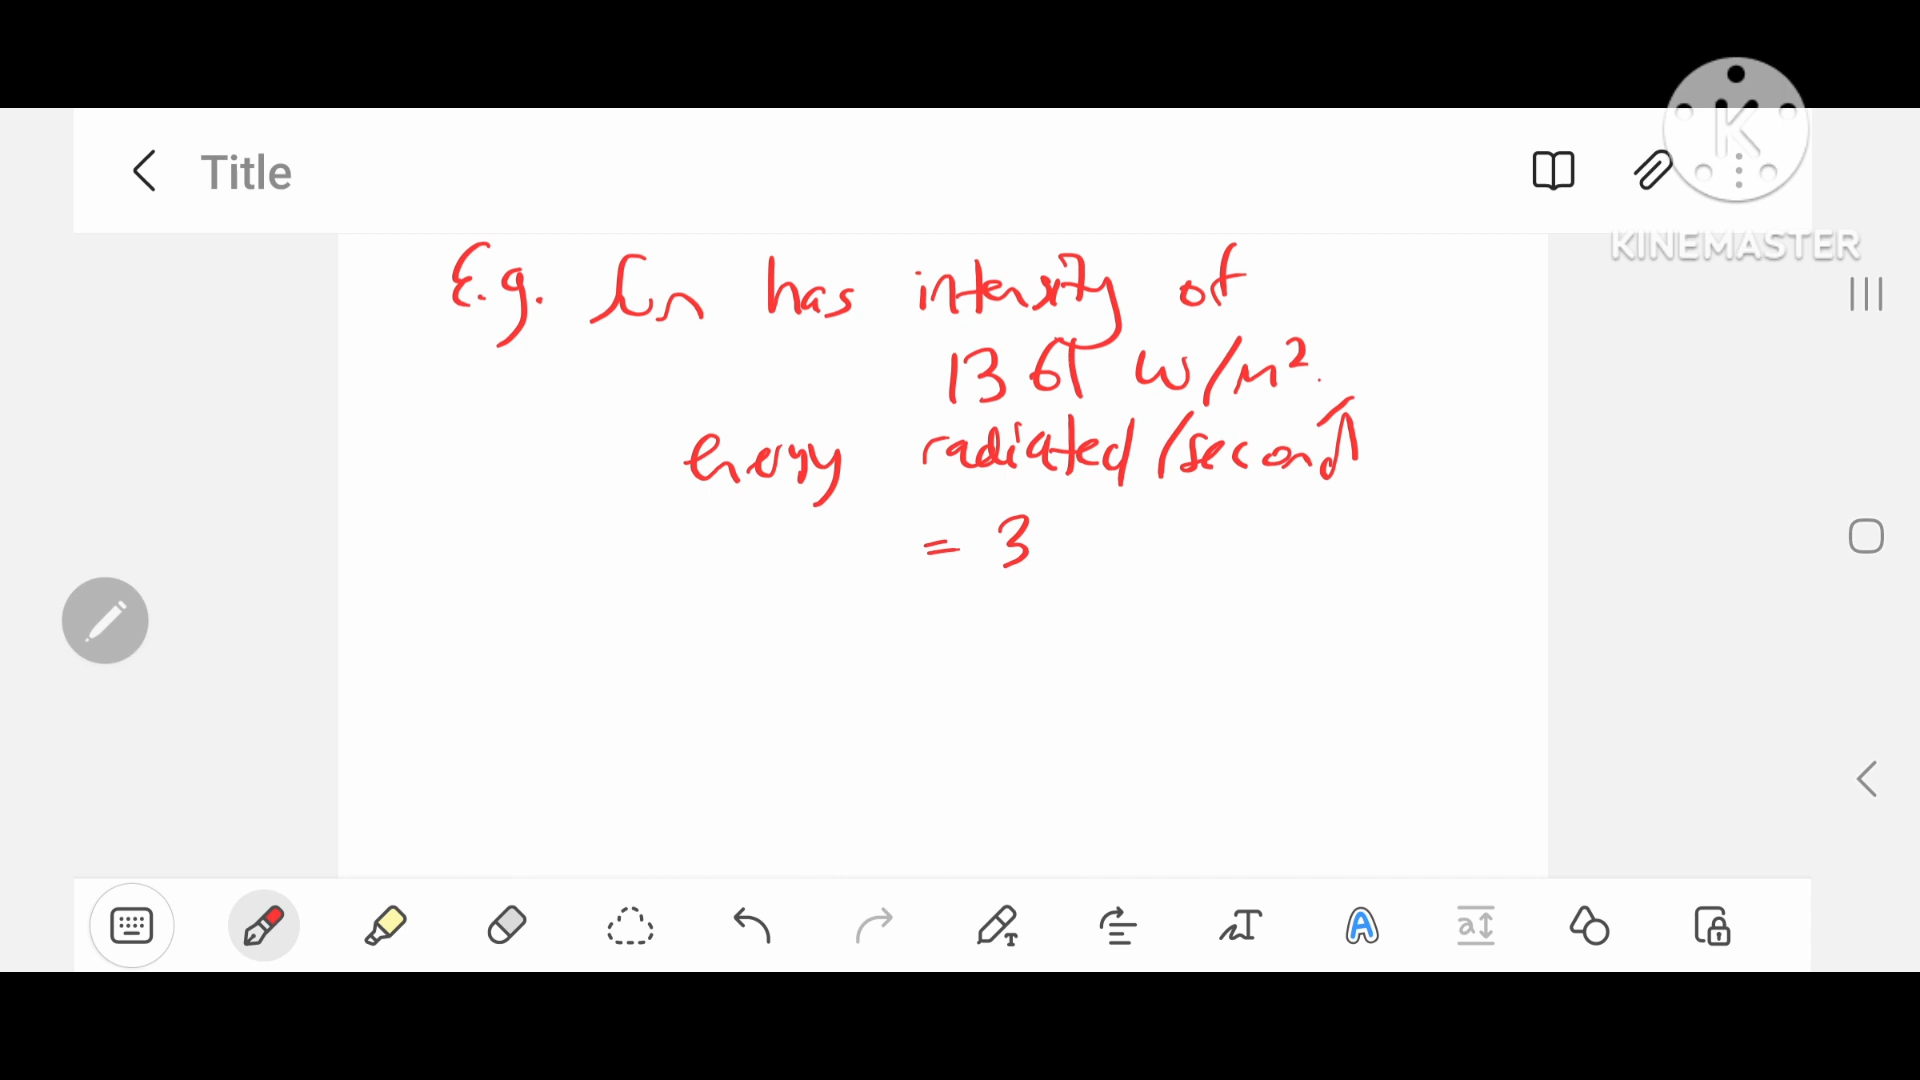 Title
KINEMASTER
E.g. Sun has intensity of
1361 W/m².
energy radiated/second
= 3